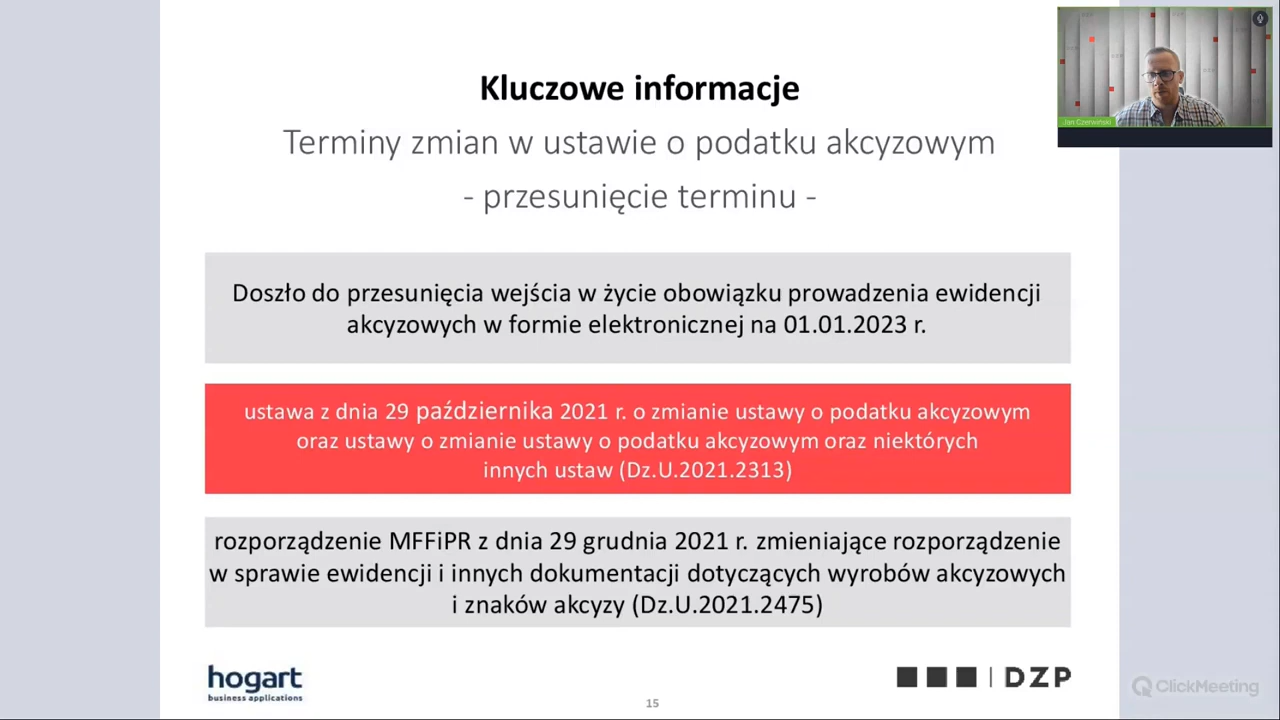 Kluczowe informacje
Terminy zmian w ustawie o podatku akcyzowym
- przesunięcie terminu -
Jan Czerwiński
Doszło do przesunięcia wejścia w życie obowiązku prowadzenia ewidencji
akcyzowych w formie elektronicznej na 01.01.2023 r.
ustawa z dnia 29 października 2021 r. o zmianie ustawy o podatku akcyzowym
oraz ustawy o zmianie ustawy o podatku akcyzowym oraz niektórych
innych ustaw (Dz.U.2021.2313)
rozporządzenie MFFiPR z dnia 29 grudnia 2021 r. zmieniające rozporządzenie
w sprawie ewidencji i innych dokumentacji dotyczących wyrobów akcyzowych
i znaków akcyzy (Dz.U.2021.2475)
hogart
business applications
15
DZP
ClickMeeting